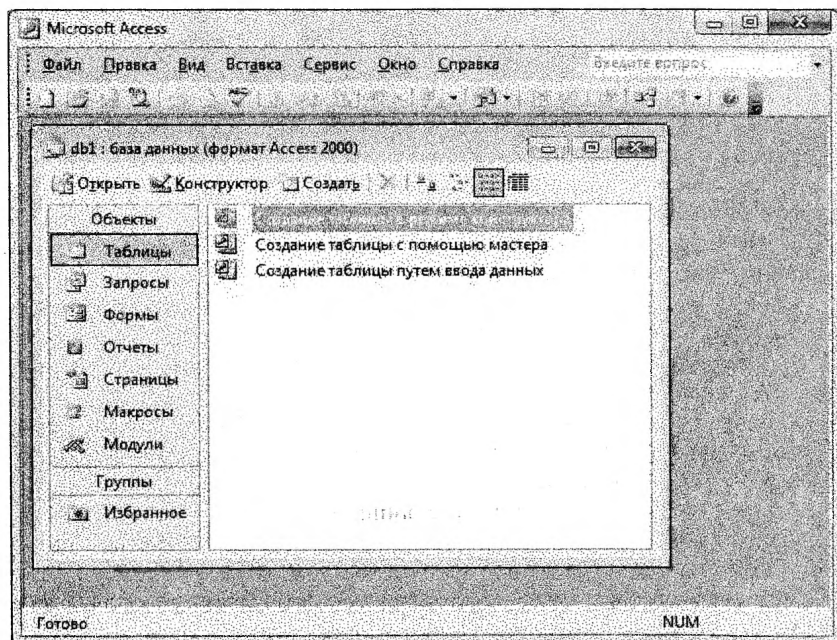 Microsoft Access
Файл Правка Вид Вставка Сервис Окно Справка Введите вопрос
db1 : база данных (формат Access 2000)
Открыть Конструктор Создать
Объекты
Таблицы
Запросы
Формы
Отчеты
Страницы
Макросы
Модули
Группы
Избранное
Создание таблицы с помощью мастера
Создание таблицы путем ввода данных
Готово NUM